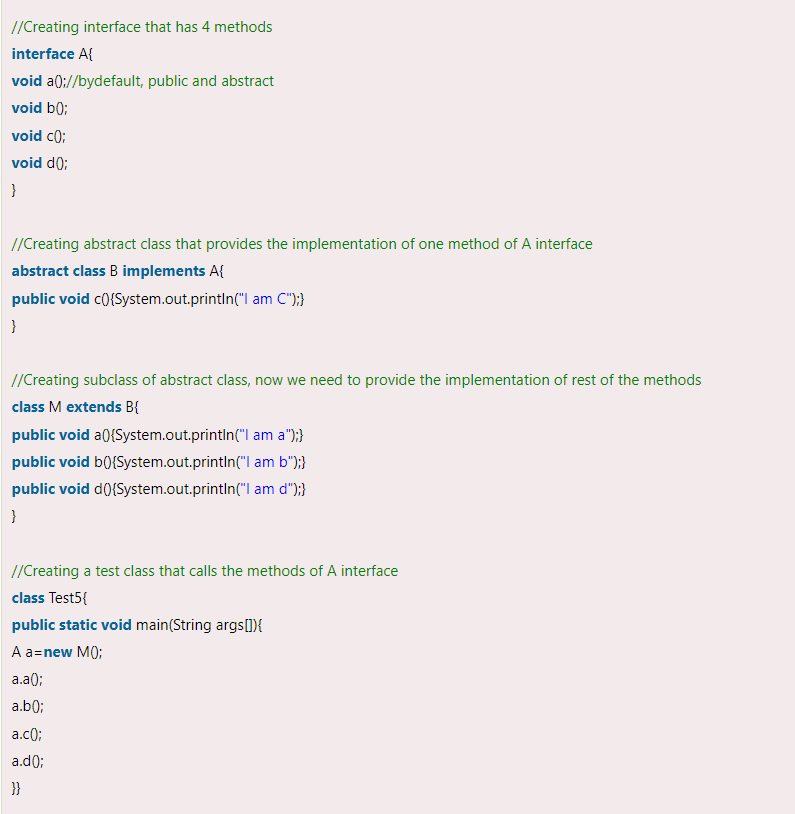 //Creating interface that has 4 methods
interface A{
void a();//bydefault, public and abstract
void b();
void c();
void d();
}
//Creating abstract class that provides the implementation of one method of A interface
abstract class B implements A{
public void c(){System.out.println("I am C");}
}
//Creating subclass of abstract class, now we need to provide the implementation of rest of the methods
class M extends B{
public void a(){System.out.println("I am a");}
public void b(){System.out.println("I am b");}
public void d(){System.out.println("I am d");}
}
//Creating a test class that calls the methods of A interface
class Test5{
public static void main(String args[]){
A a=new M();
a.a();
a.b();
a.c();
a.d();
}}